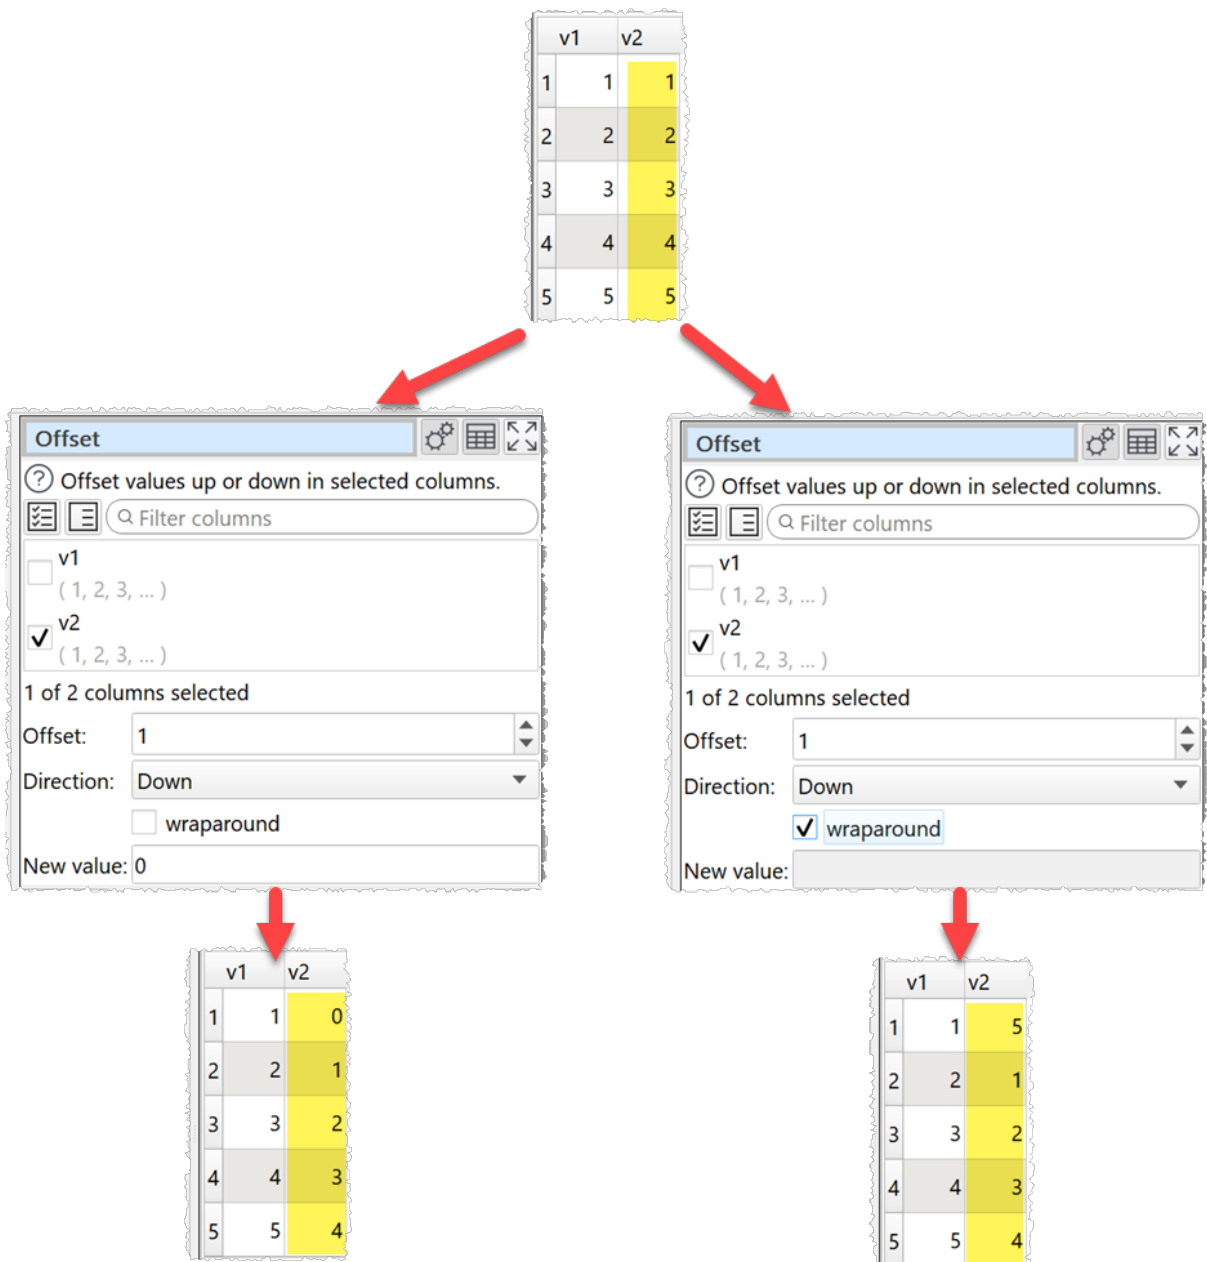 v1 v2
1 1 1
2 2 2
3 3 3
4 4 4
5 5 5
Offset
? Offset values up or down in selected columns.
Filter columns
v1
( 1, 2, 3, ... )
v2
( 1, 2, 3, ... )
1 of 2 columns selected
Offset: 1
Direction: Down
wraparound
New value: 0
Offset
? Offset values up or down in selected columns.
Filter columns
v1
( 1, 2, 3, ... )
v2
( 1, 2, 3, ... )
1 of 2 columns selected
Offset: 1
Direction: Down
wraparound
New value:
v1 v2
1 1 0
2 2 1
3 3 2
4 4 3
5 5 4
v1 v2
1 1 5
2 2 1
3 3 2
4 4 3
5 5 4